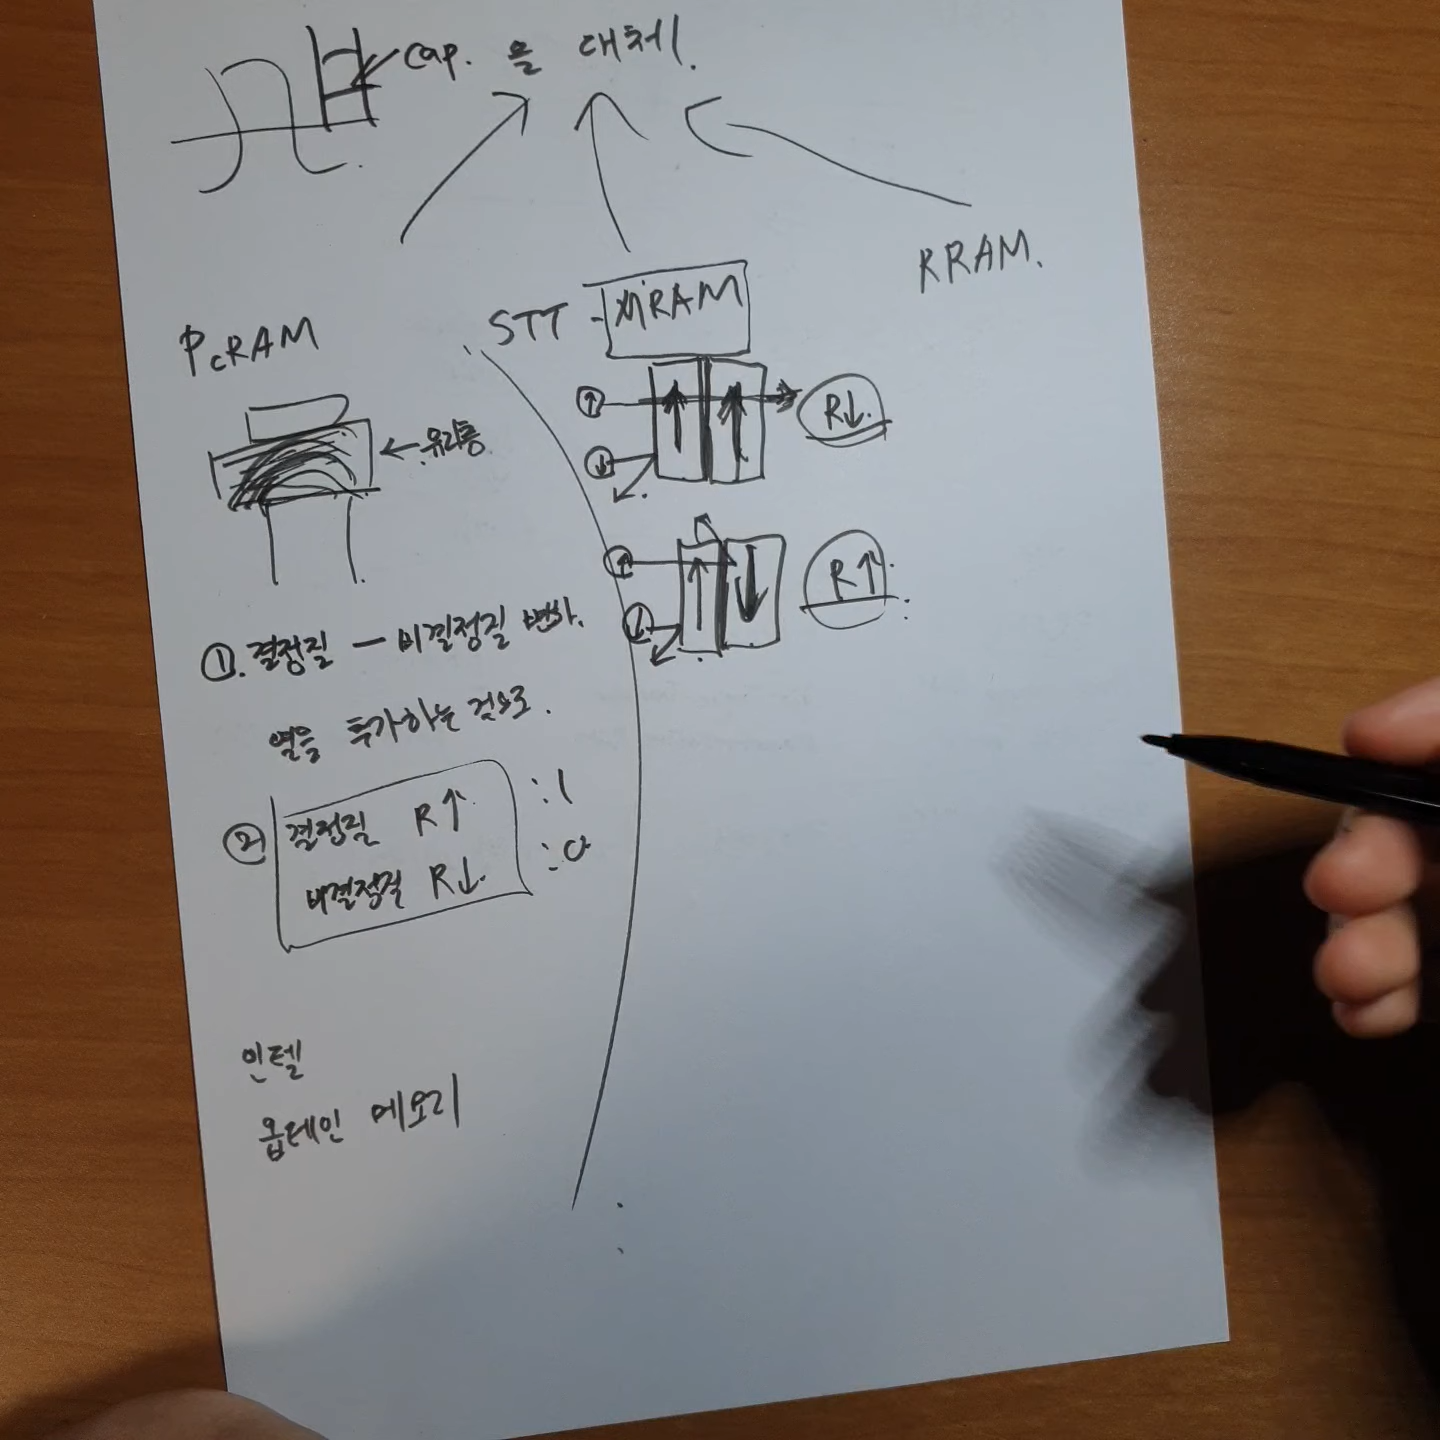 cap. 을 대체.
PcRAM
STT - MRAM
RRAM.
← 유리통
↑
R↓.
↓
↑
R↑.
↓
①. 결정질 — 비결정질 변화.
열을 추가하는 것으로.
② 결정질 R↑ : 1
비결정질 R↓. : 0
인텔
옵테인 메모리